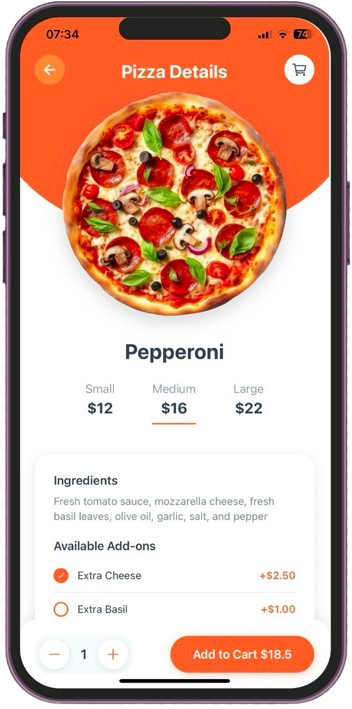 07:34
74
Pizza Details
Pepperoni
Small Medium Large
$12 $16 $22
Ingredients
Fresh tomato sauce, mozzarella cheese, fresh
basil leaves, olive oil, garlic, salt, and pepper
Available Add-ons
Extra Cheese +$2.50
Extra Basil +$1.00
1
Add to Cart $18.5